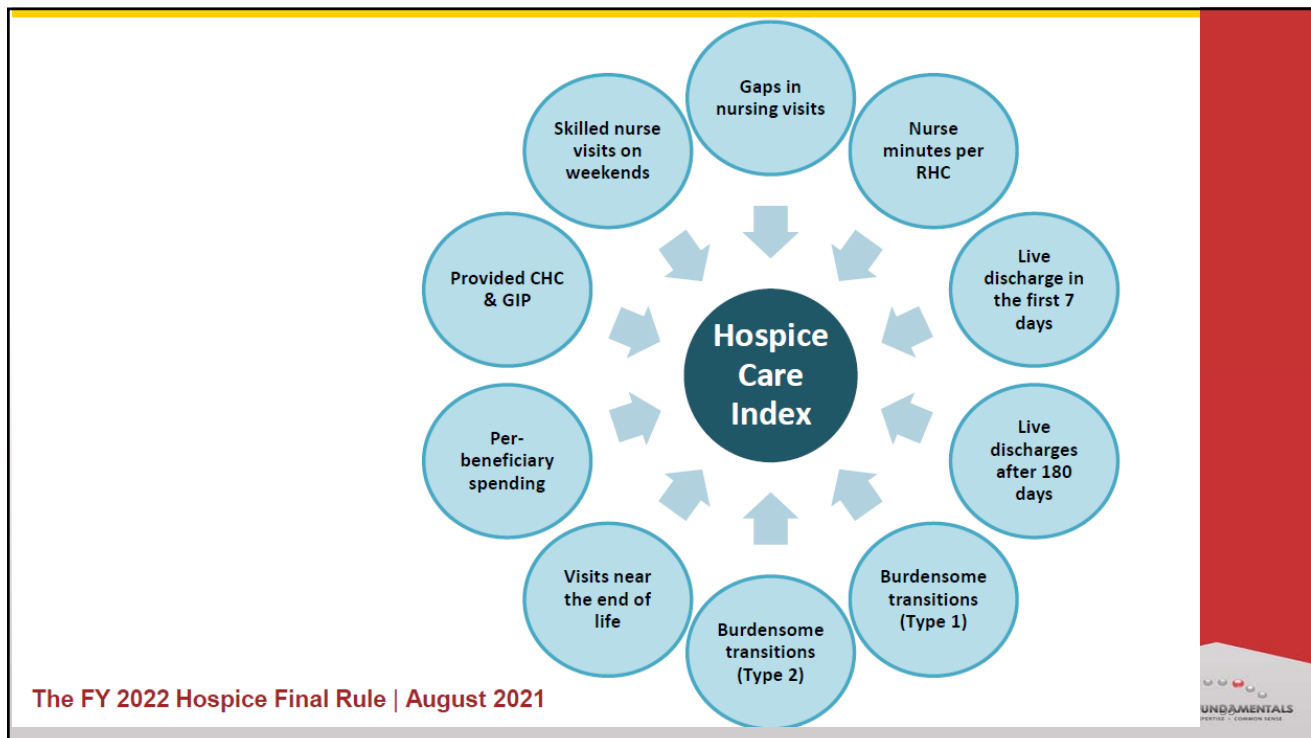 Gaps in
nursing visits
Nurse
minutes per
RHC
Live
discharge in
the first 7
days
Live
discharges
after 180
days
Burdensome
transitions
(Type 1)
Burdensome
transitions
(Type 2)
Visits near
the end of
life
Per-
beneficiary
spending
Provided CHC
& GIP
Skilled nurse
visits on
weekends
Hospice
Care
Index
The FY 2022 Hospice Final Rule | August 2021
UNDAMENTALS
PERTISE – COMMON SENSE